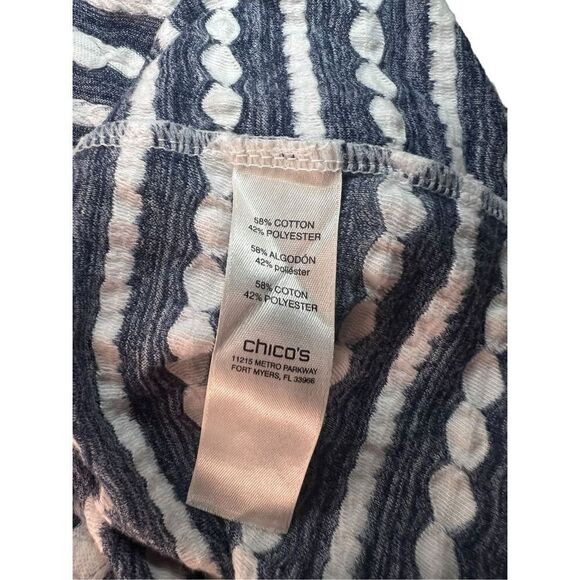 58% COTTON
42% POLYESTER
58% ALGODÓN
42% poliéster
58% COTON
42% POLYESTER
chico's
11215 METRO PARKWAY
FORT MYERS, FL 33966